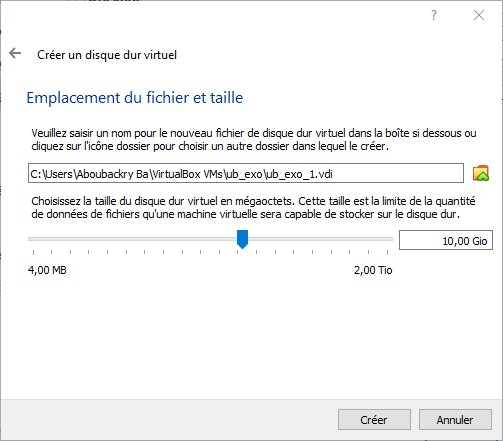 ?
Créer un disque dur virtuel
Emplacement du fichier et taille
Veuillez saisir un nom pour le nouveau fichier de disque dur virtuel dans la boîte si dessous ou
cliquez sur l'icône dossier pour choisir un autre dossier dans lequel le créer.
C:\Users\Aboubackry Ba\VirtualBox VMs\ub_exo\ub_exo_1.vdi
Choisissez la taille du disque dur virtuel en mégaoctets. Cette taille est la limite de la quantité
de données de fichiers qu'une machine virtuelle sera capable de stocker sur le disque dur.
10,00 Gio
4,00 MB 2,00 Tio
Créer Annuler